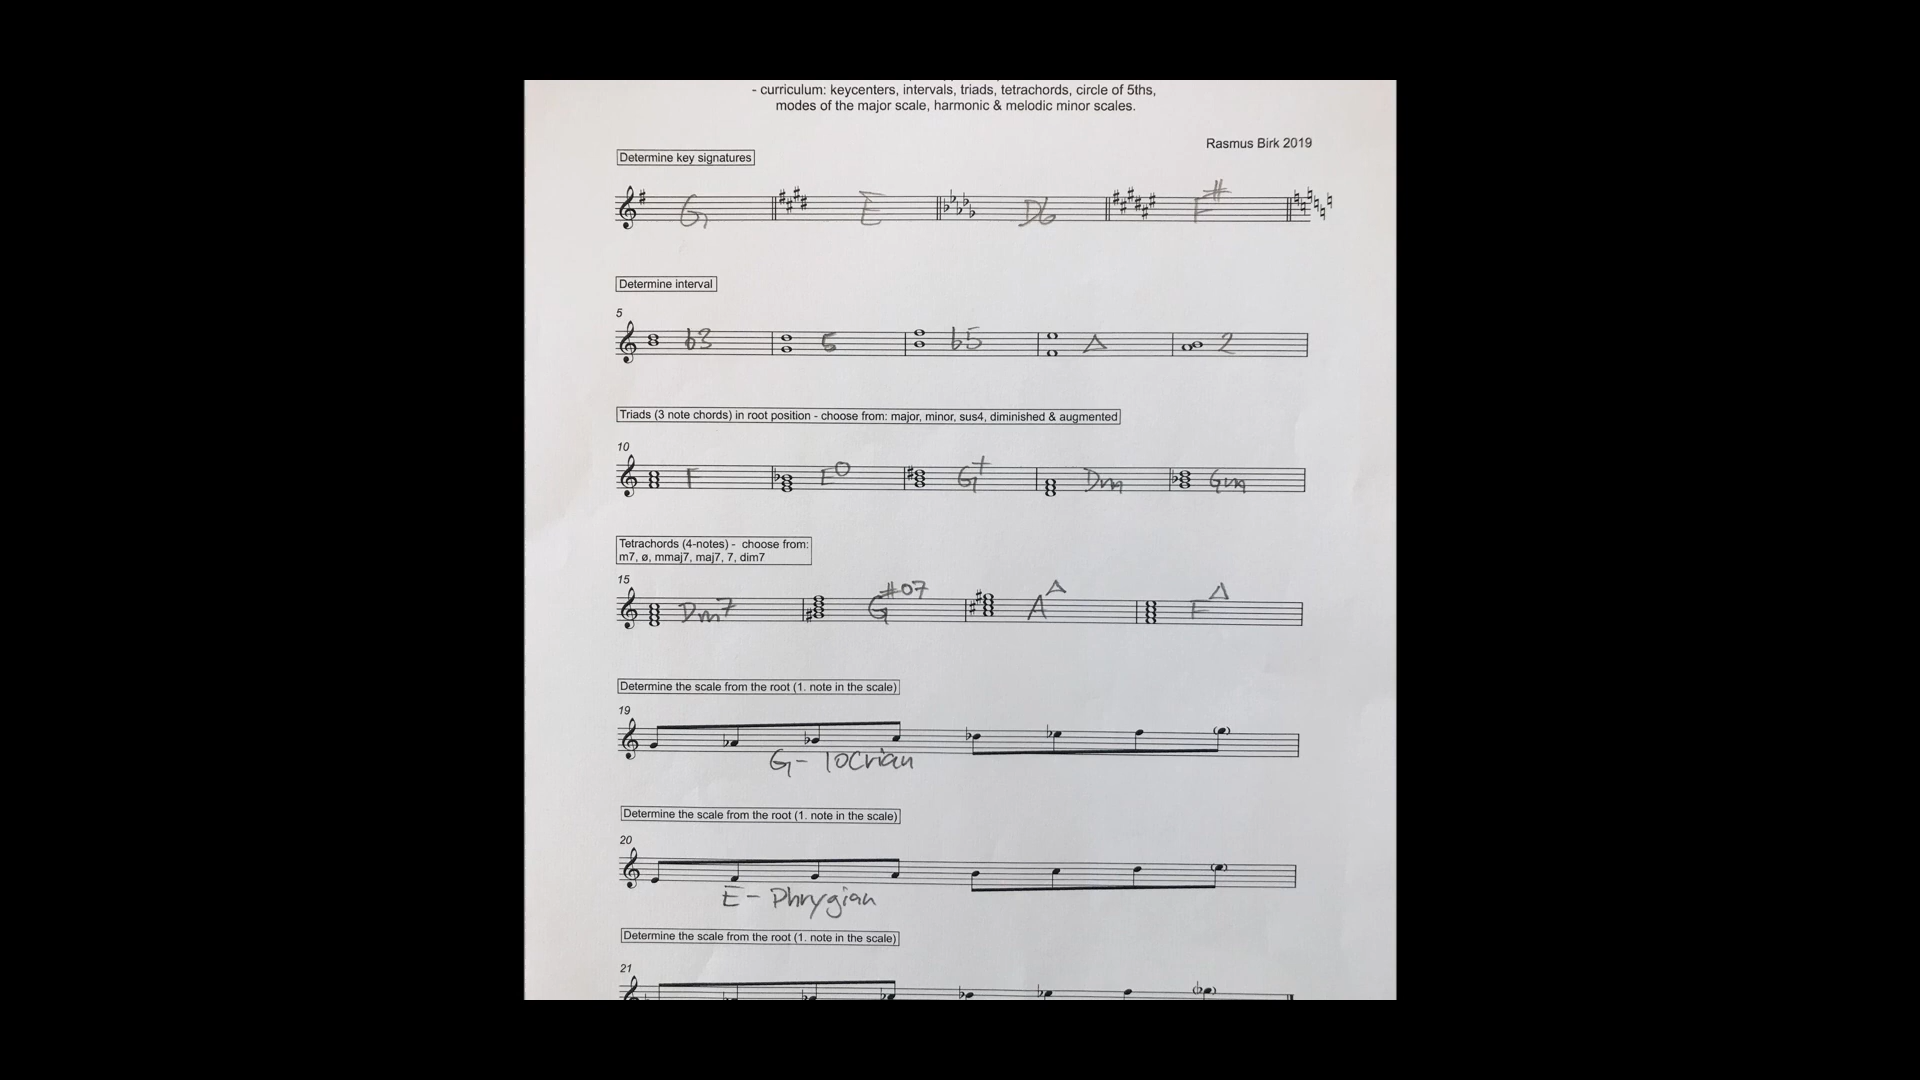 - curriculum: keycenters, intervals, triads, tetrachords, circle of 5ths,
modes of the major scale, harmonic & melodic minor scales.
Rasmus Birk 2019
Determine key signatures
G E Db F#
Determine interval
5
b3 5 b5 Δ 2
Triads (3 note chords) in root position - choose from: major, minor, sus4, diminished & augmented
10
F E° G+ Dm Gm
Tetrachords (4-notes) - choose from:
m7, ø, mmaj7, maj7, 7, dim7
15
Dm7 G#o7 AΔ FΔ
Determine the scale from the root (1. note in the scale)
19
G- locrian
Determine the scale from the root (1. note in the scale)
20
E- Phrygian
Determine the scale from the root (1. note in the scale)
21